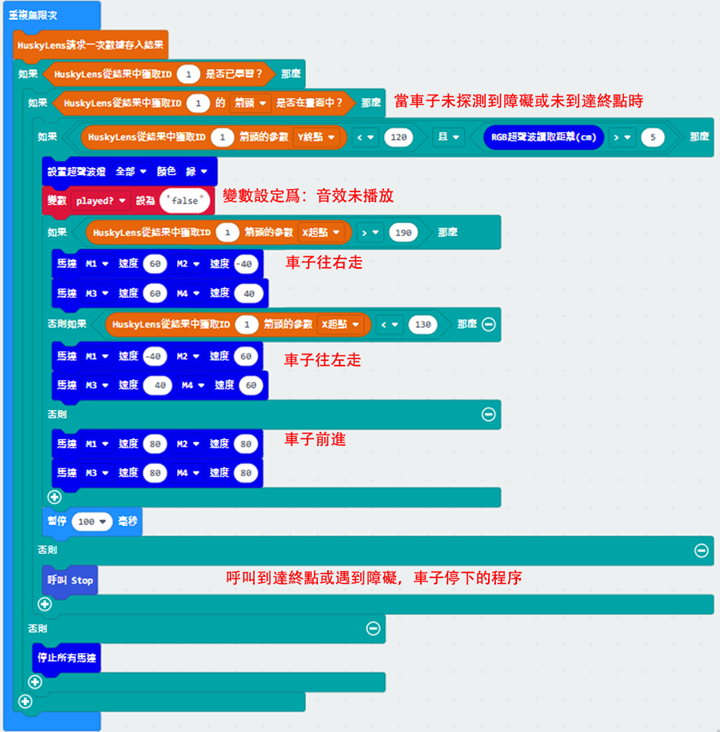 重複無限次
HuskyLens請求一次數據存入結果
如果 HuskyLens從結果中獲取ID 1 是否已學習？ 那麼
如果 HuskyLens從結果中獲取ID 1 的 箭頭 是否在畫面中？ 那麼 當車子未探測到障礙或未到達終點時
如果 HuskyLens從結果中獲取ID 1 箭頭的參數 Y終點 < 120 且 RGB超聲波讀取距離(cm) > 5 那麼
設置超聲波燈 全部 顏色 綠
變數 played? 設為 "false" 變數設定爲：音效未播放
如果 HuskyLens從結果中獲取ID 1 箭頭的參數 X起點 > 190 那麼
馬達 M1 速度 60 M2 速度 -40 車子往右走
馬達 M3 速度 60 M4 速度 40
否則如果 HuskyLens從結果中獲取ID 1 箭頭的參數 X起點 < 130 那麼
馬達 M1 速度 -40 M2 速度 60 車子往左走
馬達 M3 速度 40 M4 速度 60
否則
馬達 M1 速度 80 M2 速度 80 車子前進
馬達 M3 速度 80 M4 速度 80
暫停 100 毫秒
否則
呼叫 Stop 呼叫到達終點或遇到障礙，車子停下的程序
否則
停止所有馬達